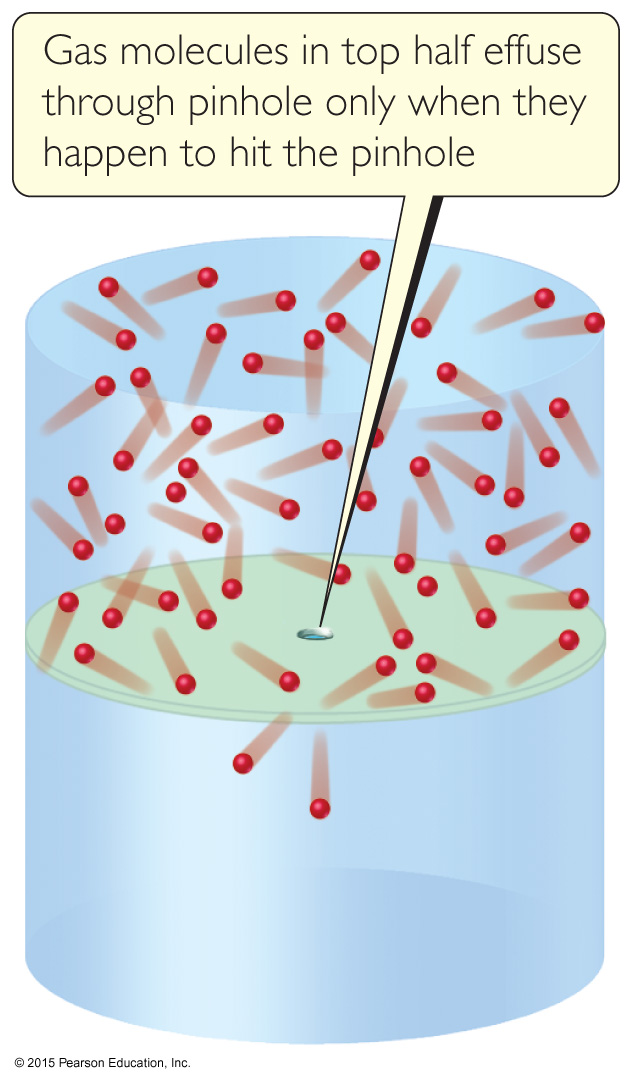 Gas molecules in top half effuse
through pinhole only when they
happen to hit the pinhole
© 2015 Pearson Education, Inc.